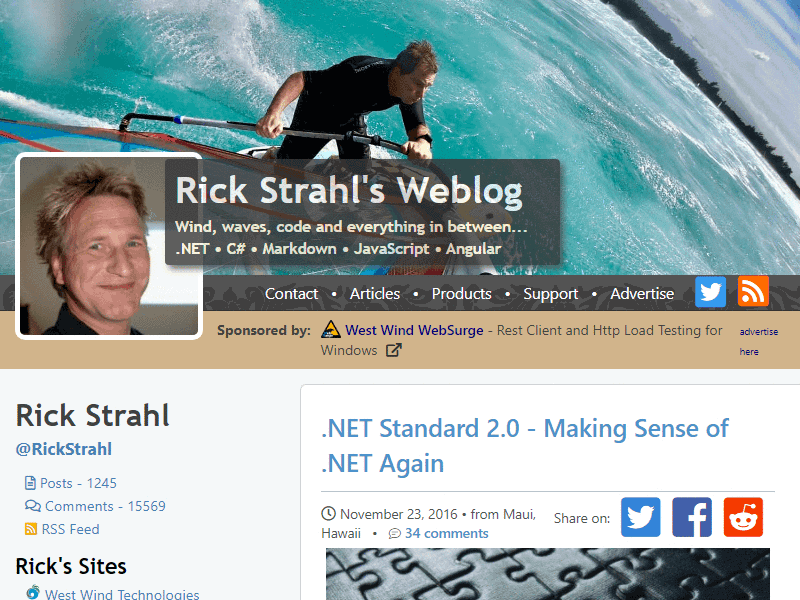 Rick Strahl's Weblog
Wind, waves, code and everything in between...
.NET • C# • Markdown • JavaScript • Angular
Contact • Articles • Products • Support • Advertise
Sponsored by: West Wind WebSurge - Rest Client and Http Load Testing for
Windows
advertise
here
Rick Strahl
@RickStrahl
Posts - 1245
Comments - 15569
RSS Feed
Rick's Sites
West Wind Technologies
.NET Standard 2.0 - Making Sense of
.NET Again
November 23, 2016 • from Maui,
Hawaii • 34 comments
Share on: